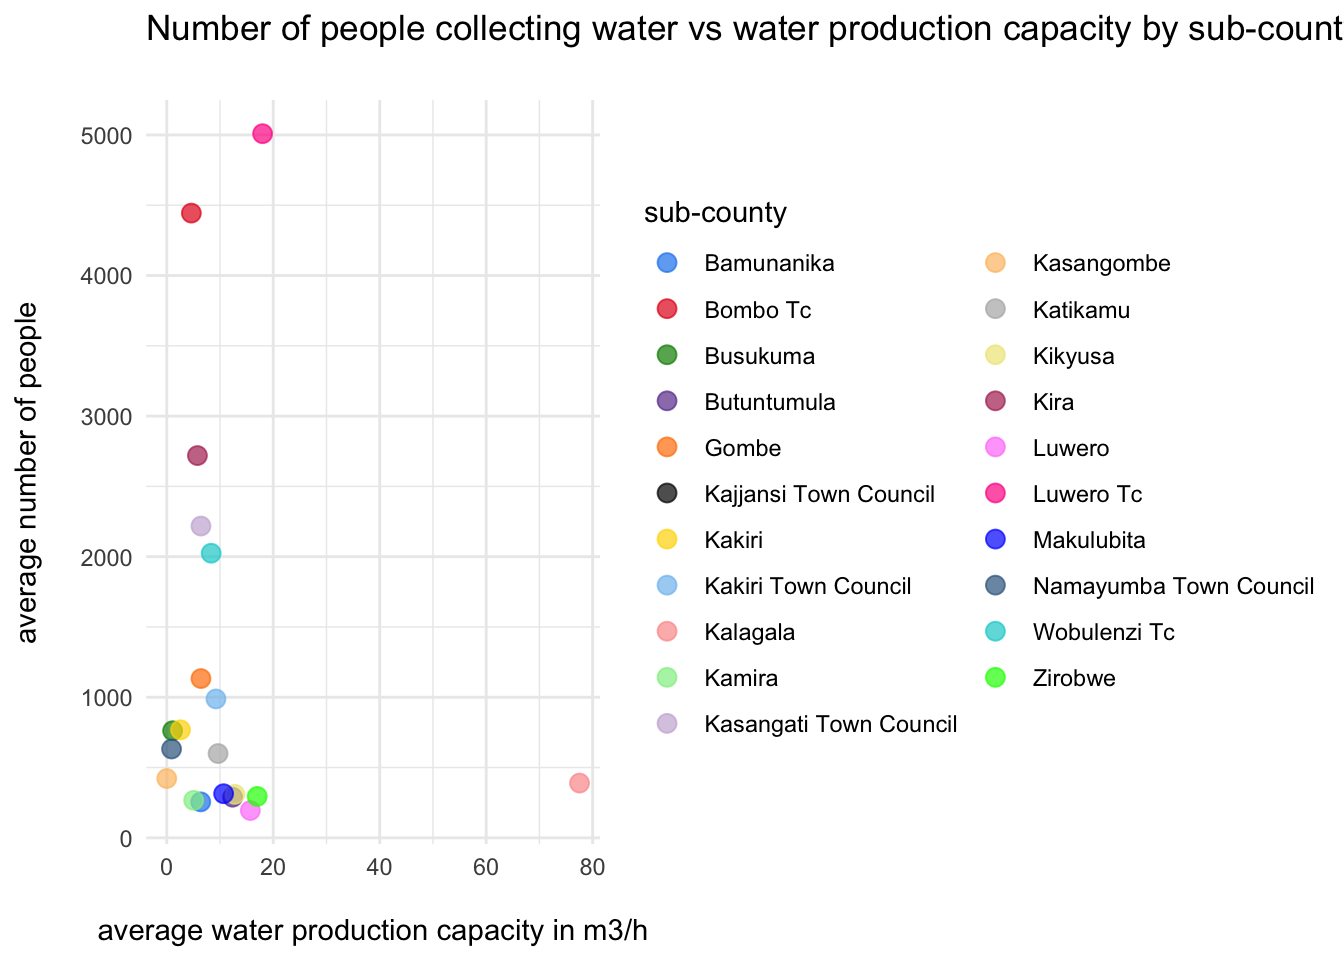 Number of people collecting water vs water production capacity by sub-count
average number of people
5000
4000
3000
2000
1000
0
0 20 40 60 80
average water production capacity in m3/h
sub-county
Bamunanika
Bombo Tc
Busukuma
Butuntumula
Gombe
Kajjansi Town Council
Kakiri
Kakiri Town Council
Kalagala
Kamira
Kasangati Town Council
Kasangombe
Katikamu
Kikyusa
Kira
Luwero
Luwero Tc
Makulubita
Namayumba Town Council
Wobulenzi Tc
Zirobwe